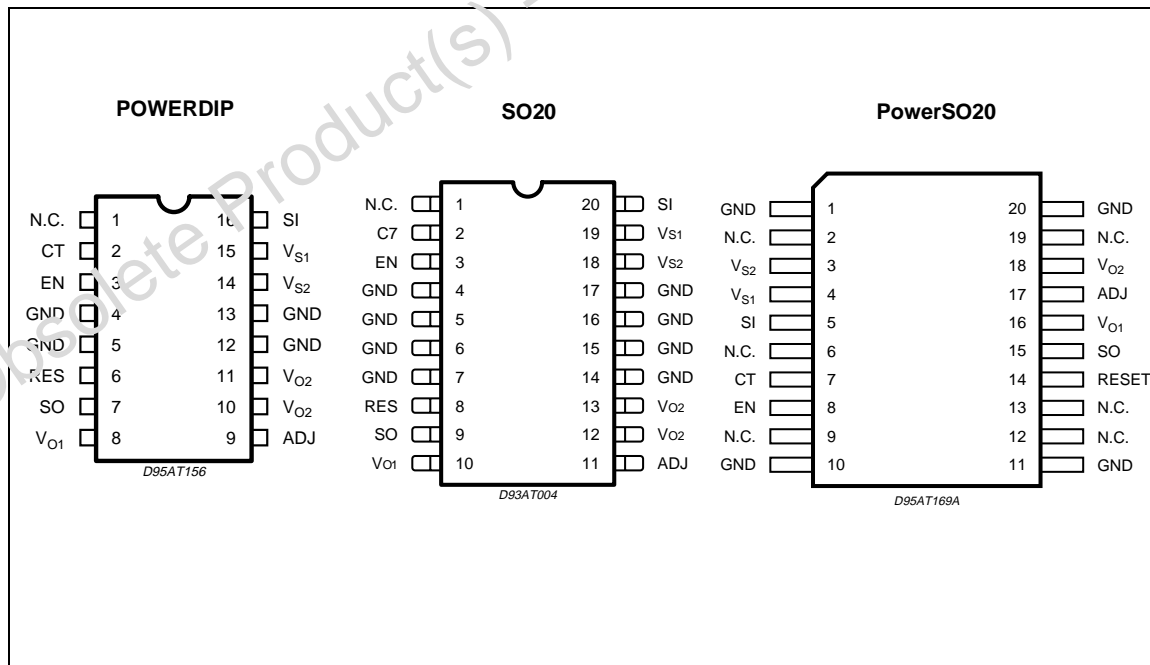 Obsolete Product(s)
POWERDIP
N.C. 1 16 SI
CT 2 15 VS1
EN 3 14 VS2
GND 4 13 GND
GND 5 12 GND
RES 6 11 VO2
SO 7 10 VO2
VO1 8 9 ADJ
D95AT156
SO20
N.C. 1 20 SI
C7 2 19 VS1
EN 3 18 VS2
GND 4 17 GND
GND 5 16 GND
GND 6 15 GND
GND 7 14 GND
RES 8 13 VO2
SO 9 12 VO2
VO1 10 11 ADJ
D93AT004
PowerSO20
GND 1 20 GND
N.C. 2 19 N.C.
VS2 3 18 VO2
VS1 4 17 ADJ
SI 5 16 VO1
N.C. 6 15 SO
CT 7 14 RESET
EN 8 13 N.C.
N.C. 9 12 N.C.
GND 10 11 GND
D95AT169A